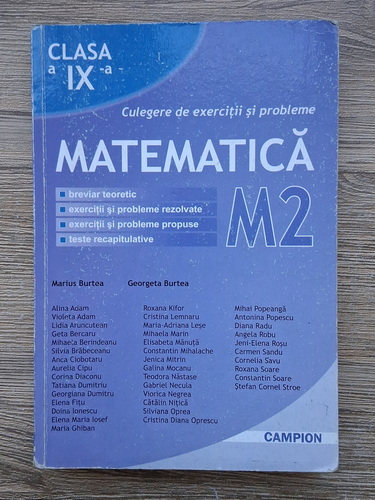 CLASA
a IX -a
Culegere de exerciții și probleme
MATEMATICĂ
breviar teoretic
exerciții și probleme rezolvate
exerciții și probleme propuse
teste recapitulative
M2
Marius Burtea
Georgeta Burtea
Alina Adam
Violeta Adam
Lidia Aruncutean
Geta Bercaru
Mihaela Berindeanu
Silvia Brăbeceanu
Anca Ciobotaru
Aurelia Cipu
Corina Diaconu
Tatiana Dumitriu
Georgiana Dumitru
Elena Fițu
Doina Ionescu
Elena Maria Iosef
Maria Ghiban
Roxana Kifor
Cristina Lemnaru
Maria-Adriana Leșe
Mihaela Marin
Elisabeta Mănuță
Constantin Mihalache
Jenica Mitrin
Galina Mocanu
Teodora Năstase
Gabriel Necula
Viorica Negrea
Cătălin Nițică
Silviana Oprea
Cristina Diana Oprescu
Mihai Popeangă
Antonina Popescu
Diana Radu
Angela Robu
Jeni-Elena Roșu
Carmen Sandu
Cornelia Savu
Roxana Soare
Constantin Soare
Ștefan Cornel Stroe
CAMPION